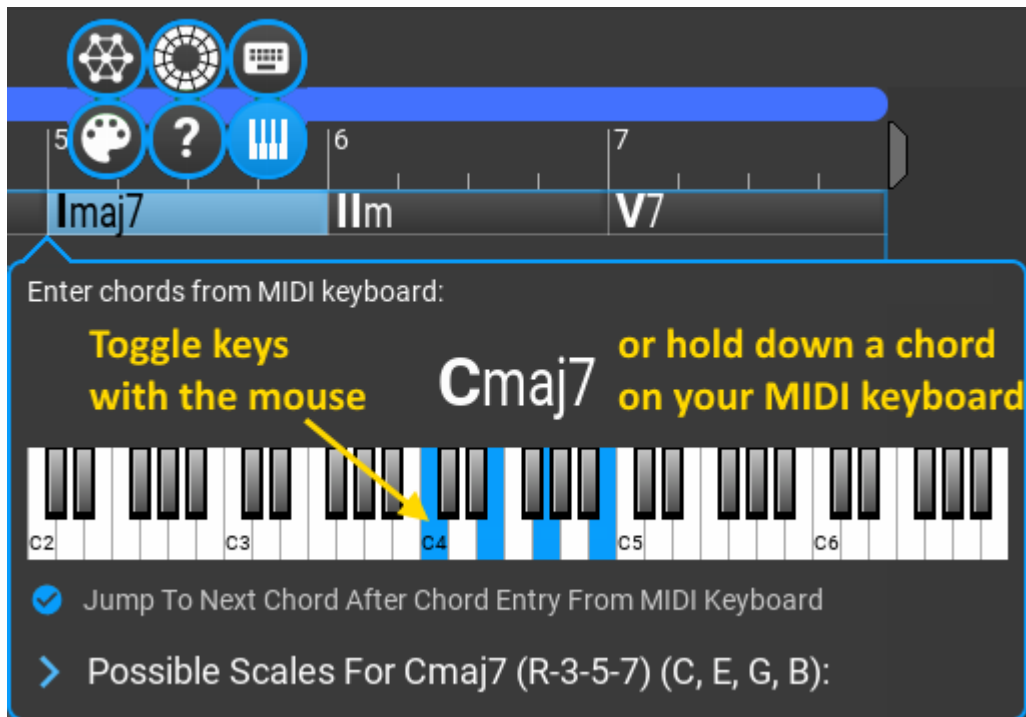 ?
5 6 7
Imaj7 IIm V7
Enter chords from MIDI keyboard:
Toggle keys
with the mouse
Cmaj7
or hold down a chord
on your MIDI keyboard
C2 C3 C4 C5 C6
Jump To Next Chord After Chord Entry From MIDI Keyboard
Possible Scales For Cmaj7 (R-3-5-7) (C, E, G, B):